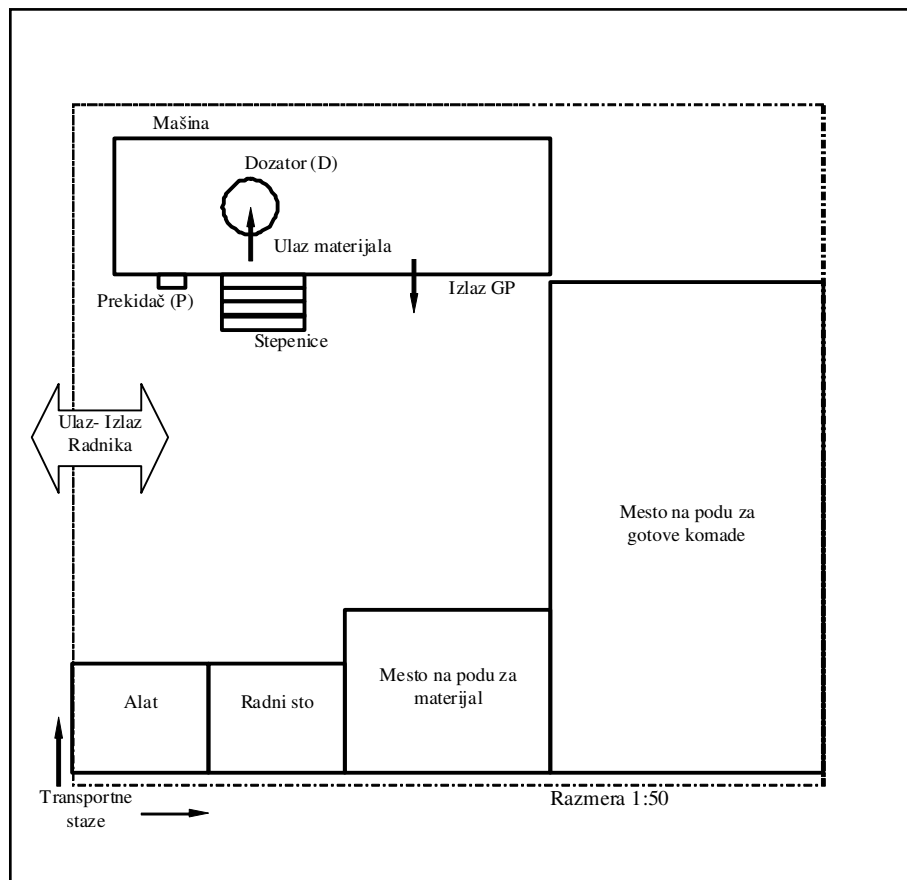 Mašina
Dozator (D)
Ulaz materijala
Prekidač (P)
Izlaz GP
Stepenice
Ulaz- Izlaz
Radnika
Mesto na podu za
gotove komade
Mesto na podu za
materijal
Alat
Radni sto
Transportne
staze
Razmera 1:50